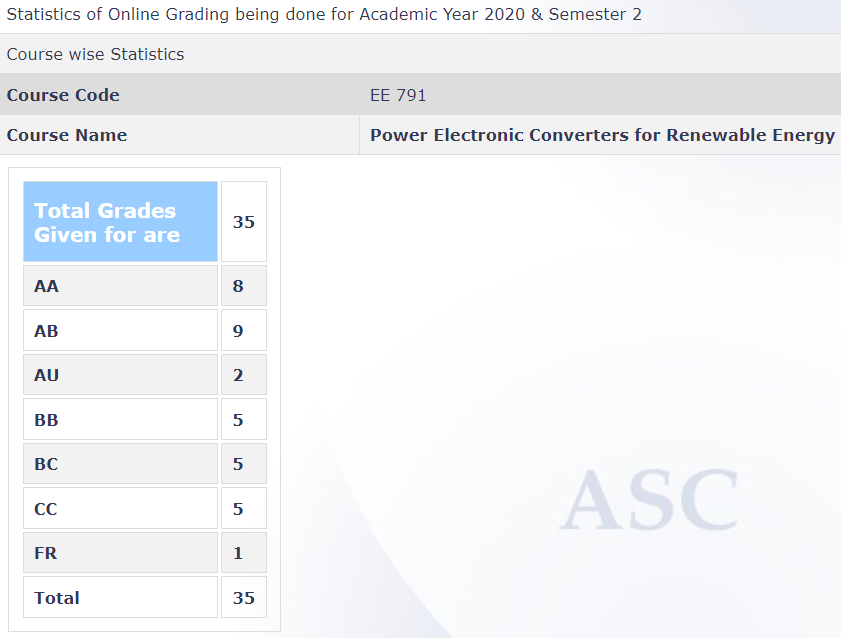 Statistics of Online Grading being done for Academic Year 2020 & Semester 2
Course wise Statistics
Course Code EE 791
Course Name Power Electronic Converters for Renewable Energy
Total Grades
Given for are 35
AA 8
AB 9
AU 2
BB 5
BC 5
CC 5
FR 1
Total 35
ASC